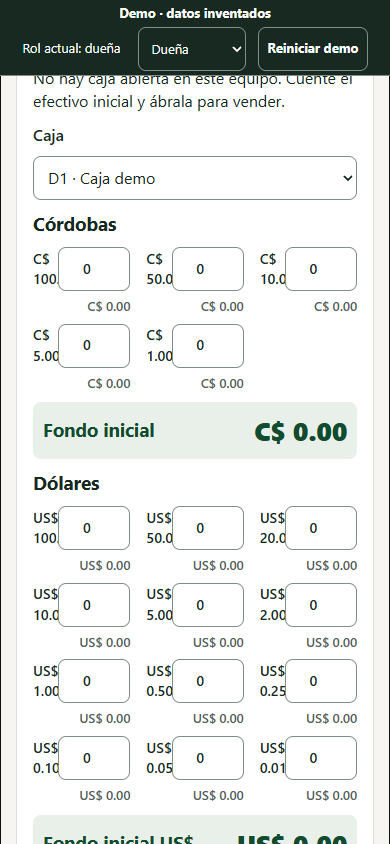 Demo · datos inventados
Rol actual: dueña Dueña Reiniciar demo
No hay caja abierta en este equipo. Cuente el
efectivo inicial y ábrala para vender.
Caja
D1 · Caja demo
Córdobas
C$ 100. 0 C$ 50.0 0 C$ 10.0 0
C$ 0.00 C$ 0.00 C$ 0.00
C$ 5.00 0 C$ 1.00 0
C$ 0.00 C$ 0.00
Fondo inicial C$ 0.00
Dólares
US$ 100. 0 US$ 50.0 0 US$ 20.0 0
US$ 0.00 US$ 0.00 US$ 0.00
US$ 10.0 0 US$ 5.00 0 US$ 2.00 0
US$ 0.00 US$ 0.00 US$ 0.00
US$ 1.00 0 US$ 0.50 0 US$ 0.25 0
US$ 0.00 US$ 0.00 US$ 0.00
US$ 0.10 0 US$ 0.05 0 US$ 0.01 0
US$ 0.00 US$ 0.00 US$ 0.00
Fondo inicial US$ US$ 0.00